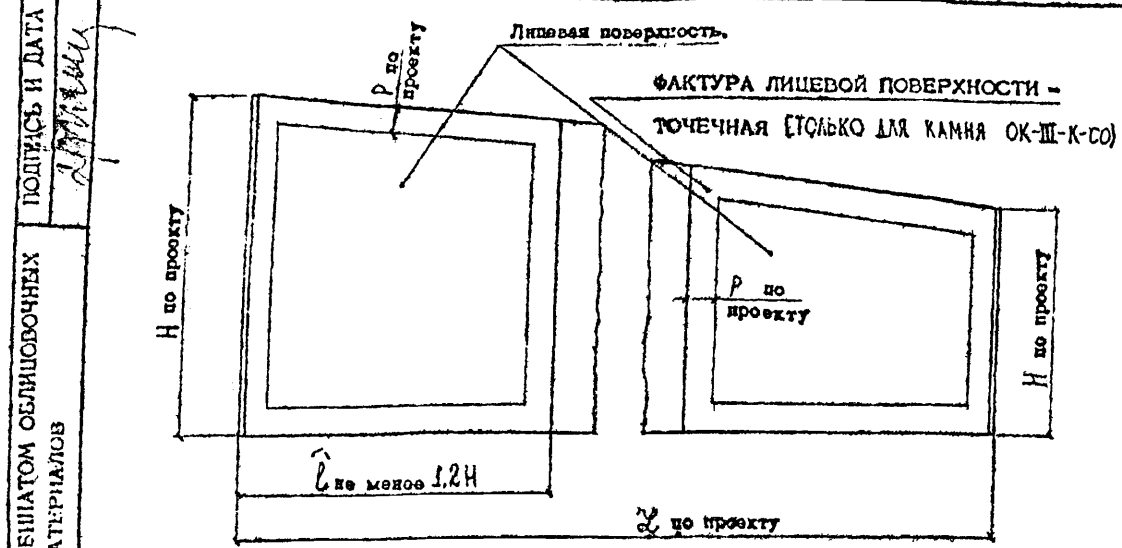 ПОДПИСЬ И ДАТА
ОБЛИЦОВОЧНЫХ
Лицевая поверхность.
ФАКТУРА ЛИЦЕВОЙ ПОВЕРХНОСТИ -
ТОЧЕЧНАЯ (ТОЛЬКО ДЛЯ КАМНЯ ОК-III-К-СО)
P по
проекту
H по проекту
P по
проекту
H по проекту
l не менее 1,2H
L по проекту